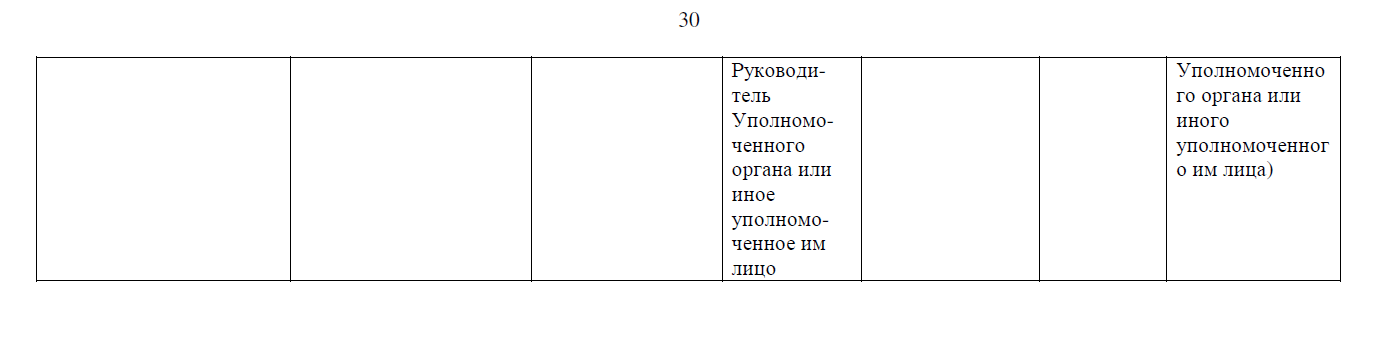 30
Руководи-
тель
Уполномо-
ченного
органа или
иное
уполномо-
ченное им
лицо
Уполномоченно
го органа или
иного
уполномоченног
о им лица)